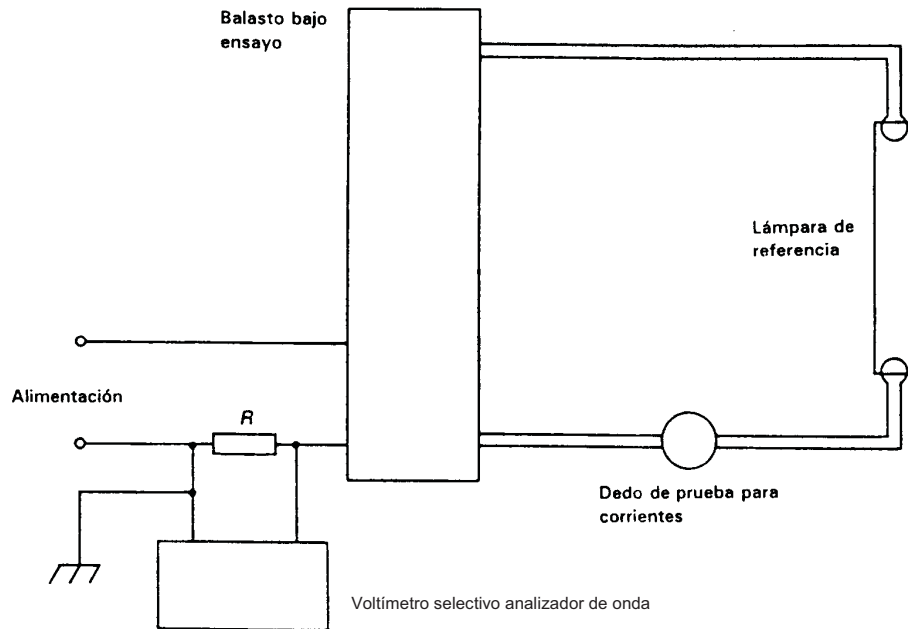 Balasto bajo
ensayo
Lámpara de
referencia
Alimentación
R
Dedo de prueba para
corrientes
Voltímetro selectivo analizador de onda